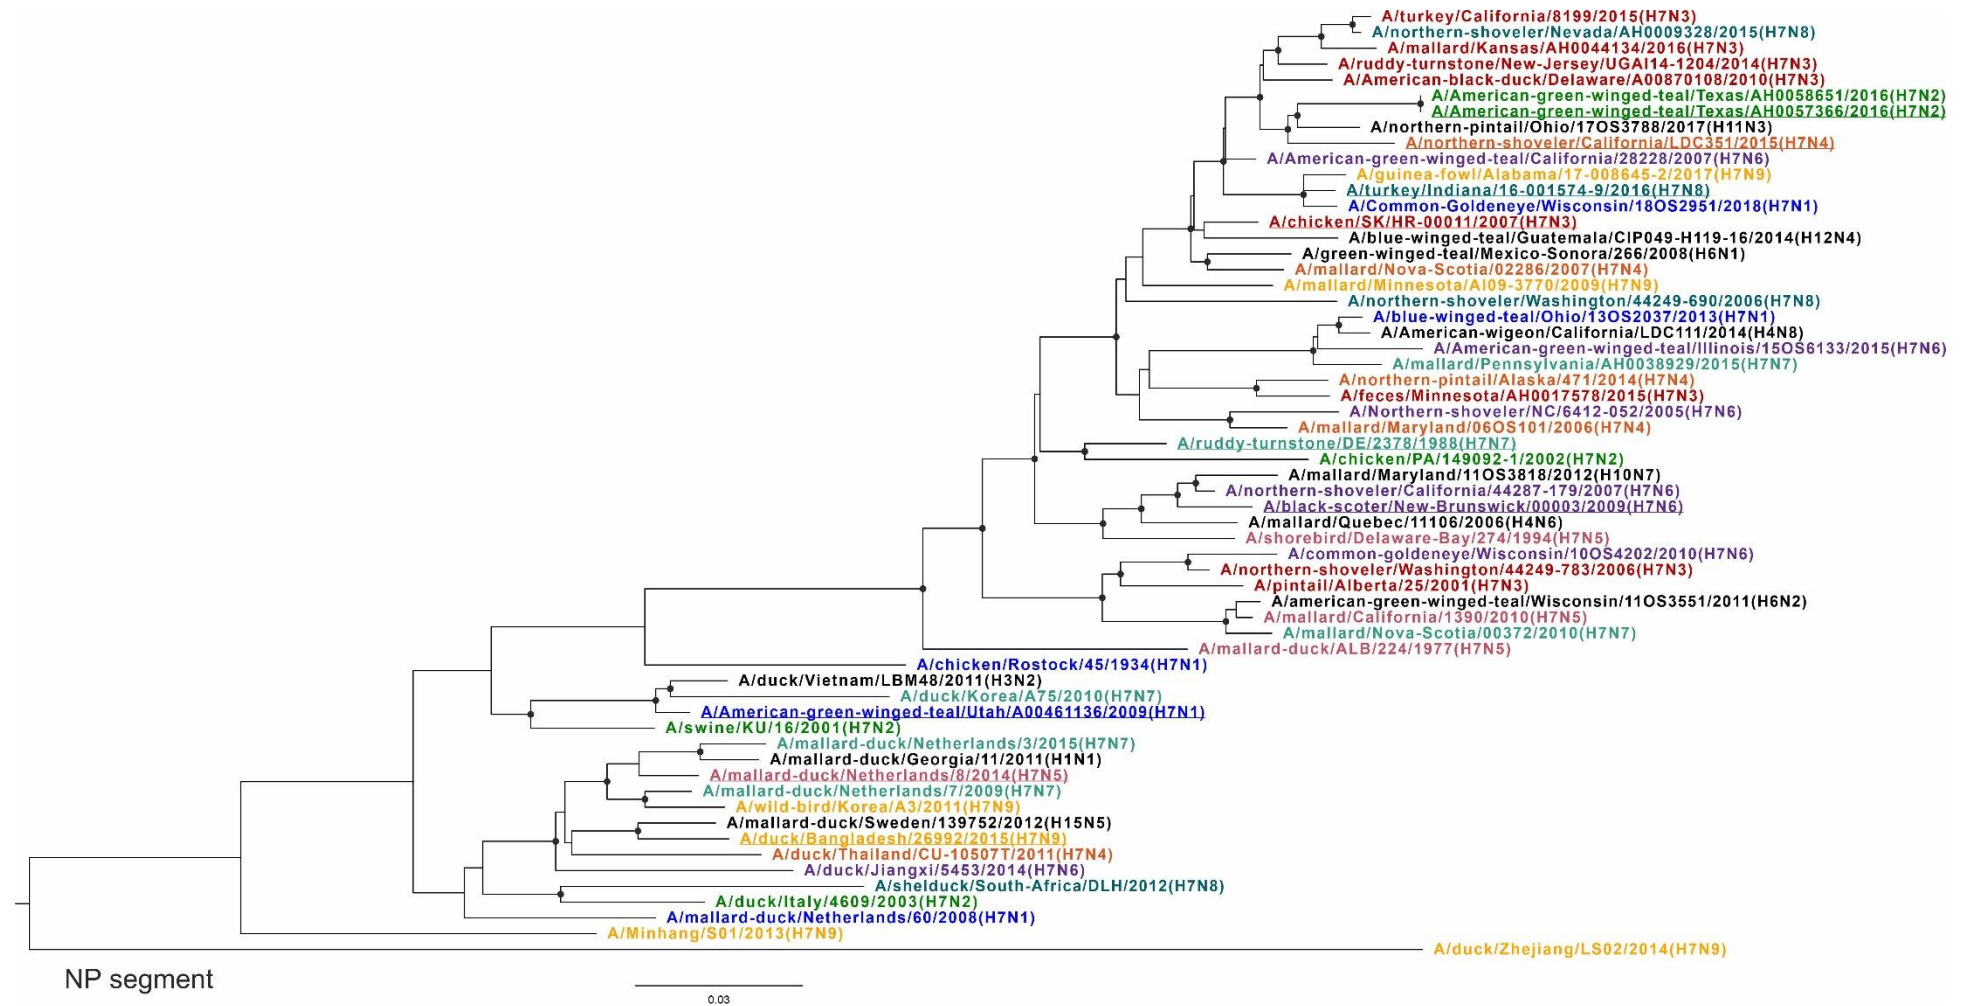 A/turkey/California/8199/2015(H7N3)
A/northern-shoveler/Nevada/AH0009328/2015(H7N8)
A/mallard/Kansas/AH0044134/2016(H7N3)
A/ruddy-turnstone/New-Jersey/UGAI14-1204/2014(H7N3)
A/American-black-duck/Delaware/A00870108/2010(H7N3)
A/American-green-winged-teal/Texas/AH0058651/2016(H7N2)
A/American-green-winged-teal/Texas/AH0057366/2016(H7N2)
A/northern-pintail/Ohio/17OS3788/2017(H11N3)
A/northern-shoveler/California/LDC351/2015(H7N4)
A/American-green-winged-teal/California/28228/2007(H7N6)
A/guinea-fowl/Alabama/17-008645-2/2017(H7N9)
A/turkey/Indiana/16-001574-9/2016(H7N8)
A/Common-Goldeneye/Wisconsin/18OS2951/2018(H7N1)
A/chicken/SK/HR-00011/2007(H7N3)
A/blue-winged-teal/Guatemala/CIP049-H119-16/2014(H12N4)
A/green-winged-teal/Mexico-Sonora/266/2008(H6N1)
A/mallard/Nova-Scotia/02286/2007(H7N4)
A/mallard/Minnesota/AI09-3770/2009(H7N9)
A/northern-shoveler/Washington/44249-690/2006(H7N8)
A/blue-winged-teal/Ohio/13OS2037/2013(H7N1)
A/American-wigeon/California/LDC111/2014(H4N8)
A/American-green-winged-teal/Illinois/15OS6133/2015(H7N6)
A/mallard/Pennsylvania/AH0038929/2015(H7N7)
A/northern-pintail/Alaska/471/2014(H7N4)
A/feces/Minnesota/AH0017578/2015(H7N3)
A/Northern-shoveler/NC/6412-052/2005(H7N6)
A/mallard/Maryland/06OS101/2006(H7N4)
A/ruddy-turnstone/DE/2378/1988(H7N7)
A/chicken/PA/149092-1/2002(H7N2)
A/mallard/Maryland/11OS3818/2012(H10N7)
A/northern-shoveler/California/44287-179/2007(H7N6)
A/black-scoter/New-Brunswick/00003/2009(H7N6)
A/mallard/Quebec/11106/2006(H4N6)
A/shorebird/Delaware-Bay/274/1994(H7N5)
A/common-goldeneye/Wisconsin/10OS4202/2010(H7N6)
A/northern-shoveler/Washington/44249-783/2006(H7N3)
A/pintail/Alberta/25/2001(H7N3)
A/american-green-winged-teal/Wisconsin/11OS3551/2011(H6N2)
A/mallard/California/1390/2010(H7N5)
A/mallard/Nova-Scotia/00372/2010(H7N7)
A/mallard-duck/ALB/224/1977(H7N5)
A/chicken/Rostock/45/1934(H7N1)
A/duck/Vietnam/LBM48/2011(H3N2)
A/duck/Korea/A75/2010(H7N7)
A/American-green-winged-teal/Utah/A00461136/2009(H7N1)
A/swine/KU/16/2001(H7N2)
A/mallard-duck/Netherlands/3/2015(H7N7)
A/mallard-duck/Georgia/11/2011(H1N1)
A/mallard-duck/Netherlands/8/2014(H7N5)
A/mallard-duck/Netherlands/7/2009(H7N7)
A/wild-bird/Korea/A3/2011(H7N9)
A/mallard-duck/Sweden/139752/2012(H15N5)
A/duck/Bangladesh/26992/2015(H7N9)
A/duck/Thailand/CU-10507T/2011(H7N4)
A/duck/Jiangxi/5453/2014(H7N6)
A/shelduck/South-Africa/DLH/2012(H7N8)
A/duck/Italy/4609/2003(H7N2)
A/mallard-duck/Netherlands/60/2008(H7N1)
A/Minhang/S01/2013(H7N9)
A/duck/Zhejiang/LS02/2014(H7N9)
NP segment
0.03